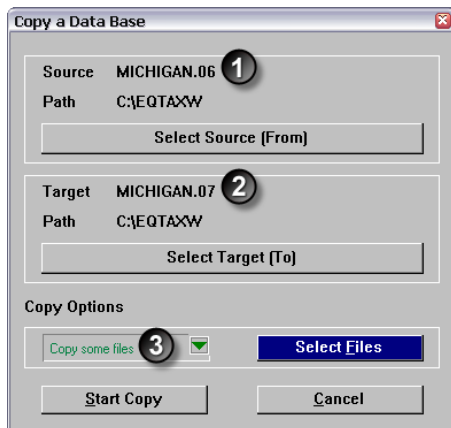 Copy a Data Base
Source MICHIGAN.06 1
Path C:\EQTAXW
Select Source (From)
Target MICHIGAN.07 2
Path C:\EQTAXW
Select Target (To)
Copy Options
Copy some files 3 Select Files
Start Copy Cancel